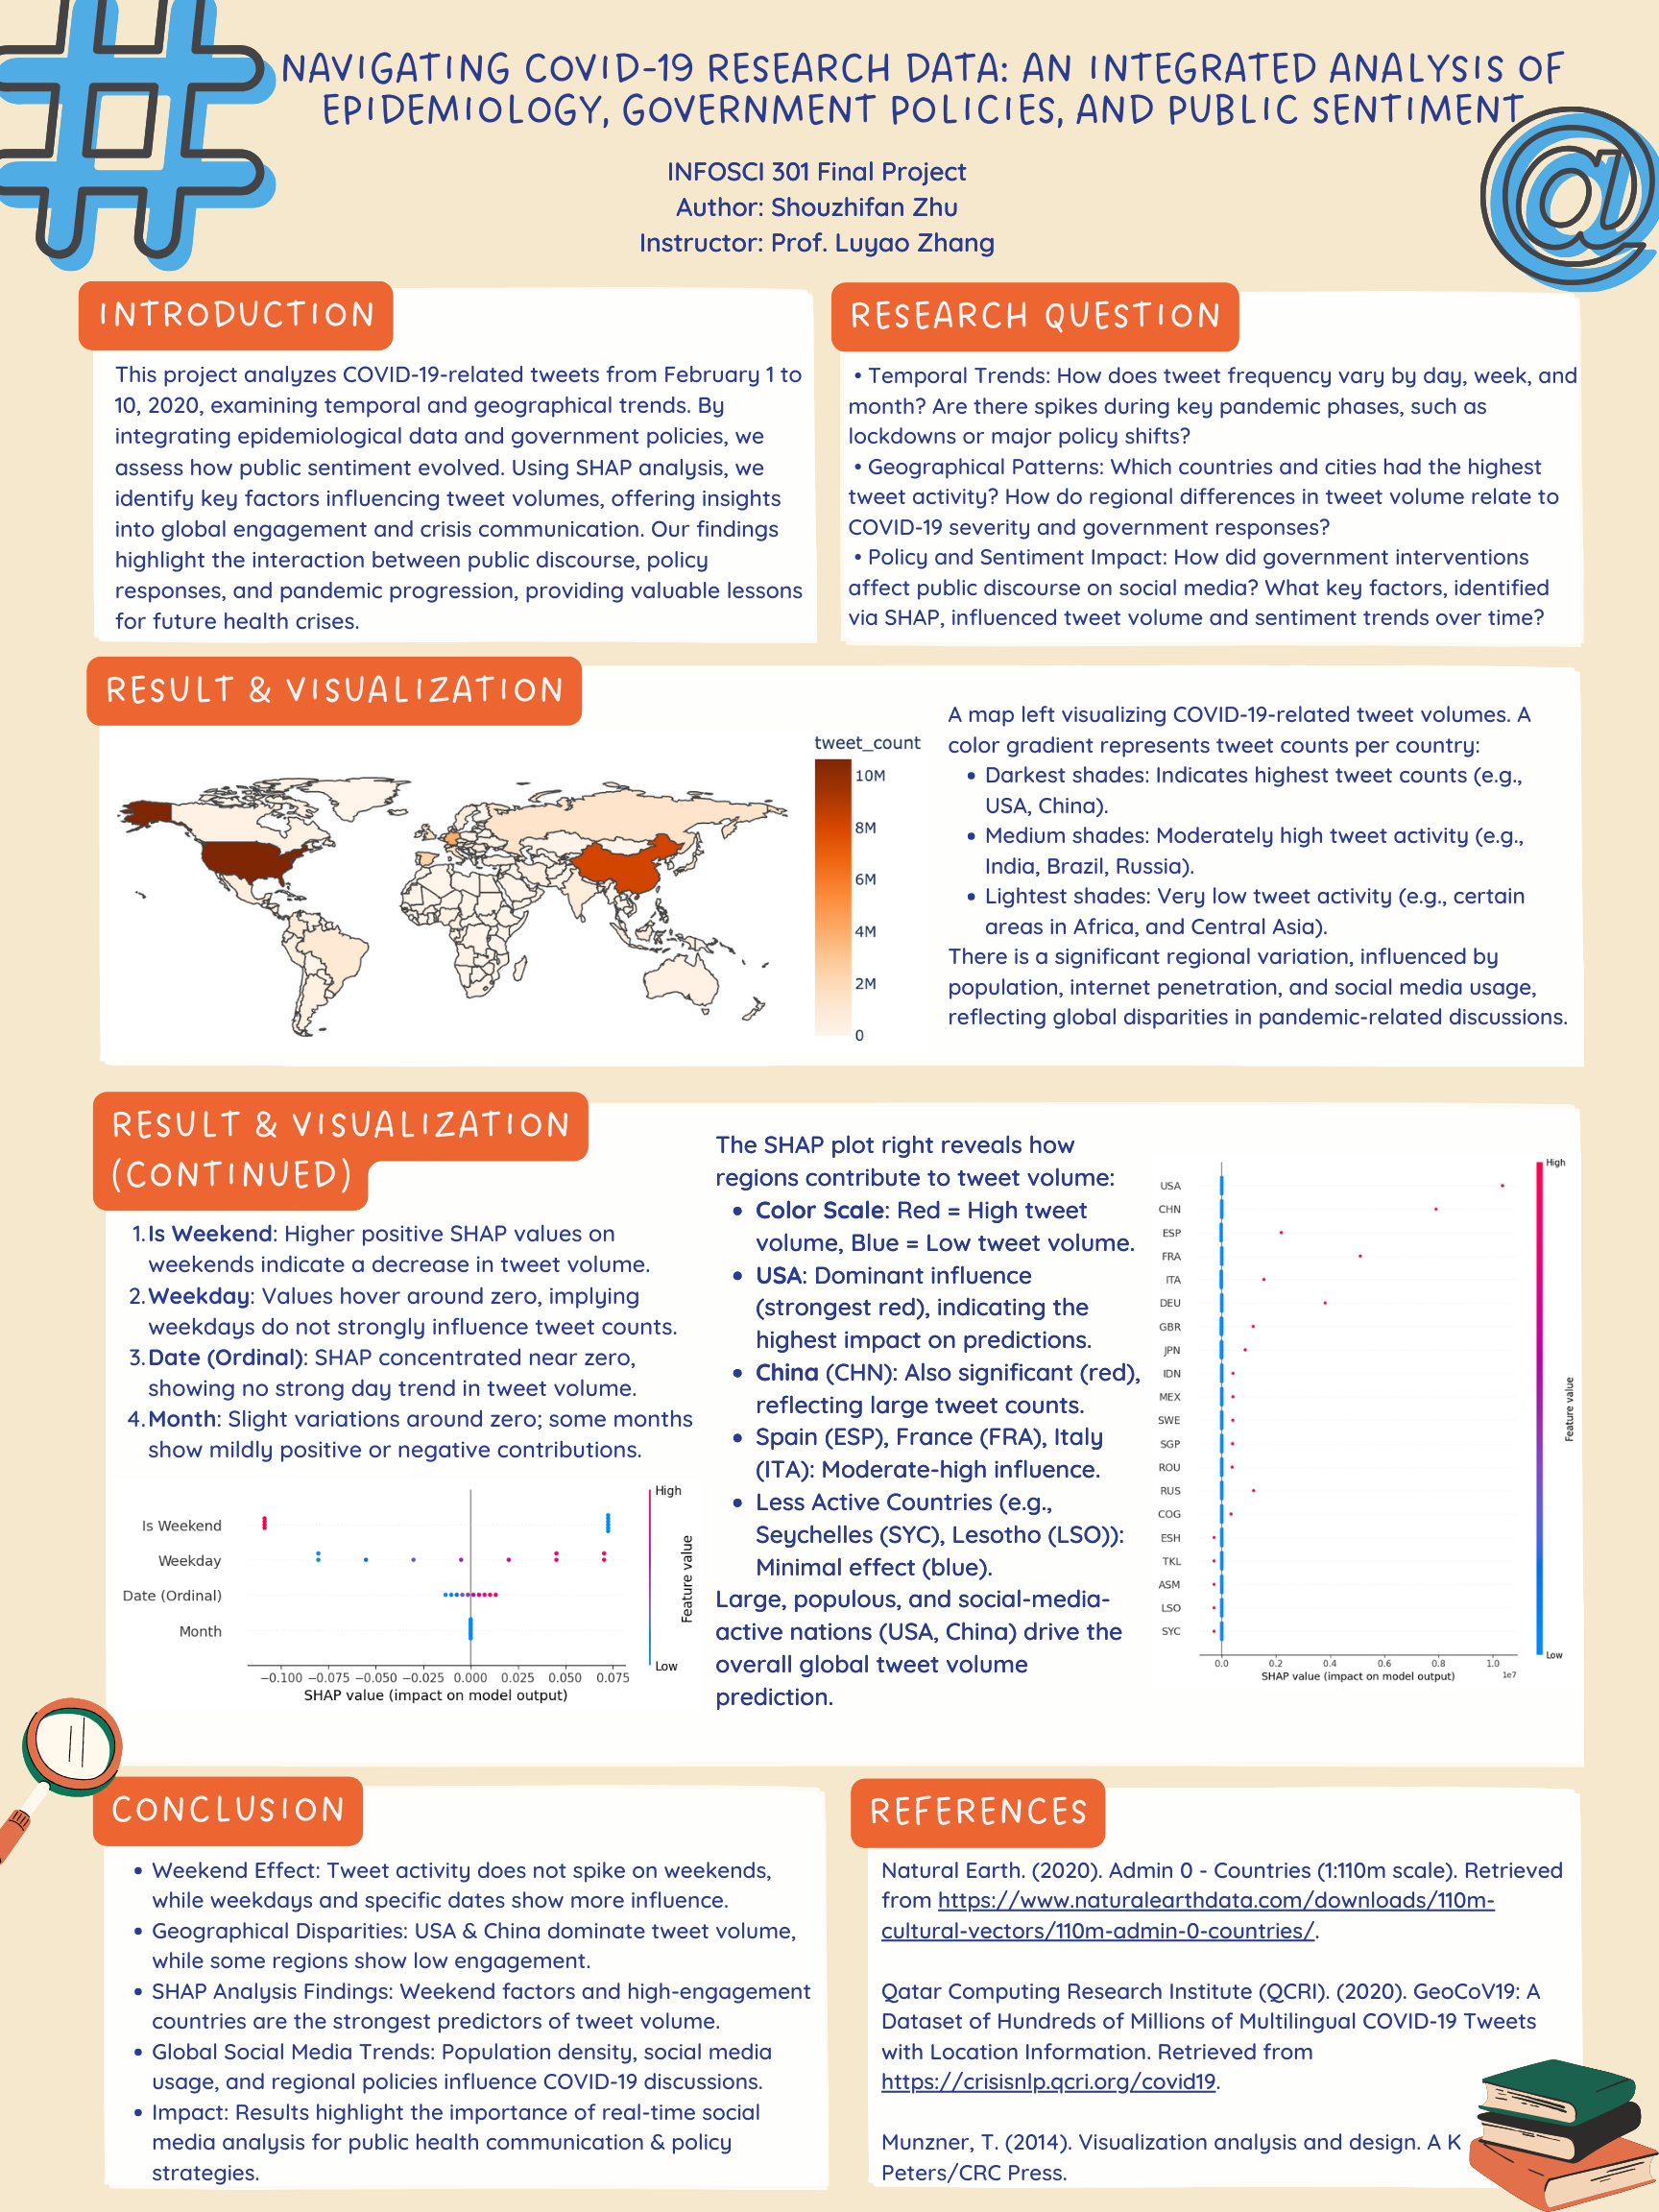 NAVIGATING COVID-19 RESEARCH DATA: AN INTEGRATED ANALYSIS OF
EPIDEMIOLOGY, GOVERNMENT POLICIES, AND PUBLIC SENTIMENT
INFOSCI 301 Final Project
Author: Shouzhifan Zhu
Instructor: Prof. Luyao Zhang
INTRODUCTION
This project analyzes COVID-19-related tweets from February 1 to
10, 2020, examining temporal and geographical trends. By
integrating epidemiological data and government policies, we
assess how public sentiment evolved. Using SHAP analysis, we
identify key factors influencing tweet volumes, offering insights
into global engagement and crisis communication. Our findings
highlight the interaction between public discourse, policy
responses, and pandemic progression, providing valuable lessons
for future health crises.
RESEARCH QUESTION
• Temporal Trends: How does tweet frequency vary by day, week, and
month? Are there spikes during key pandemic phases, such as
lockdowns or major policy shifts?
• Geographical Patterns: Which countries and cities had the highest
tweet activity? How do regional differences in tweet volume relate to
COVID-19 severity and government responses?
• Policy and Sentiment Impact: How did government interventions
affect public discourse on social media? What key factors, identified
via SHAP, influenced tweet volume and sentiment trends over time?
RESULT & VISUALIZATION
tweet_count
10M
8M
6M
4M
2M
0
A map left visualizing COVID-19-related tweet volumes. A
color gradient represents tweet counts per country:
• Darkest shades: Indicates highest tweet counts (e.g.,
USA, China).
• Medium shades: Moderately high tweet activity (e.g.,
India, Brazil, Russia).
• Lightest shades: Very low tweet activity (e.g., certain
areas in Africa, and Central Asia).
There is a significant regional variation, influenced by
population, internet penetration, and social media usage,
reflecting global disparities in pandemic-related discussions.
RESULT & VISUALIZATION
(CONTINUED)
1. Is Weekend: Higher positive SHAP values on
weekends indicate a decrease in tweet volume.
2. Weekday: Values hover around zero, implying
weekdays do not strongly influence tweet counts.
3. Date (Ordinal): SHAP concentrated near zero,
showing no strong day trend in tweet volume.
4. Month: Slight variations around zero; some months
show mildly positive or negative contributions.
High
Is Weekend
Weekday
Date (Ordinal)
Month
Feature value
Low
−0.100 −0.075 −0.050 −0.025 0.000 0.025 0.050 0.075
SHAP value (impact on model output)
The SHAP plot right reveals how
regions contribute to tweet volume:
• Color Scale: Red = High tweet
volume, Blue = Low tweet volume.
• USA: Dominant influence
(strongest red), indicating the
highest impact on predictions.
• China (CHN): Also significant (red),
reflecting large tweet counts.
• Spain (ESP), France (FRA), Italy
(ITA): Moderate-high influence.
• Less Active Countries (e.g.,
Seychelles (SYC), Lesotho (LSO)):
Minimal effect (blue).
Large, populous, and social-media-
active nations (USA, China) drive the
overall global tweet volume
prediction.
High
USA
CHN
ESP
FRA
ITA
DEU
GBR
JPN
IDN
MEX
SWE
SGP
ROU
RUS
COG
ESH
TKL
ASM
LSO
SYC
Feature value
Low
0.0 0.2 0.4 0.6 0.8 1.0
SHAP value (impact on model output) 1e7
CONCLUSION
• Weekend Effect: Tweet activity does not spike on weekends,
while weekdays and specific dates show more influence.
• Geographical Disparities: USA & China dominate tweet volume,
while some regions show low engagement.
• SHAP Analysis Findings: Weekend factors and high-engagement
countries are the strongest predictors of tweet volume.
• Global Social Media Trends: Population density, social media
usage, and regional policies influence COVID-19 discussions.
• Impact: Results highlight the importance of real-time social
media analysis for public health communication & policy
strategies.
REFERENCES
Natural Earth. (2020). Admin 0 - Countries (1:110m scale). Retrieved
from https://www.naturalearthdata.com/downloads/110m-
cultural-vectors/110m-admin-0-countries/.
Qatar Computing Research Institute (QCRI). (2020). GeoCoV19: A
Dataset of Hundreds of Millions of Multilingual COVID-19 Tweets
with Location Information. Retrieved from
https://crisisnlp.qcri.org/covid19.
Munzner, T. (2014). Visualization analysis and design. A K
Peters/CRC Press.